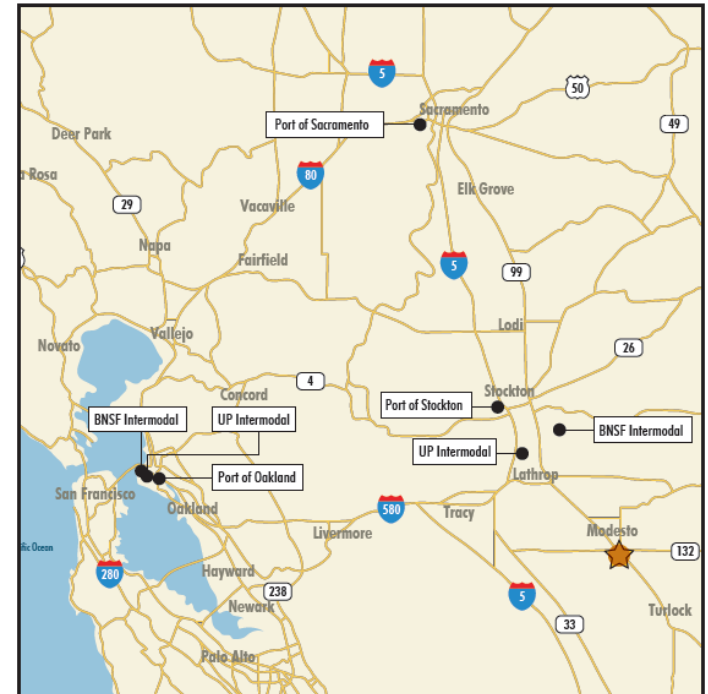 5
50
Sacramento
Port of Sacramento
49
Deer Park
a Rosa
80
Elk Grove
29
Vacaville
Napa
Fairfield
5
99
Lodi
Vallejo
Novato
26
4
Concord
Stockton
Port of Stockton
BNSF Intermodal
UP Intermodal
BNSF Intermodal
UP Intermodal
Port of Oakland
Lathrop
San Francisco
Oakland
580
Tracy
Livermore
Modesto
fic Ocean
132
Hayward
280
238
5
Newark
Turlock
33
Palo Alto